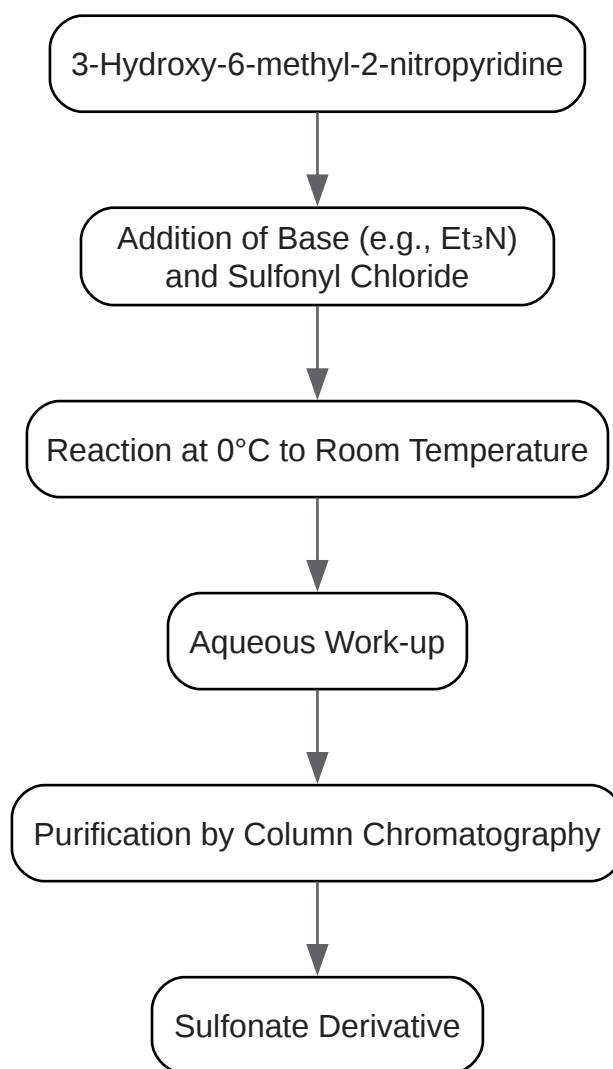 3-Hydroxy-6-methyl-2-nitropyridine
Addition of Base (e.g., Et₃N)
and Sulfonyl Chloride
Reaction at 0°C to Room Temperature
Aqueous Work-up
Purification by Column Chromatography
Sulfonate Derivative